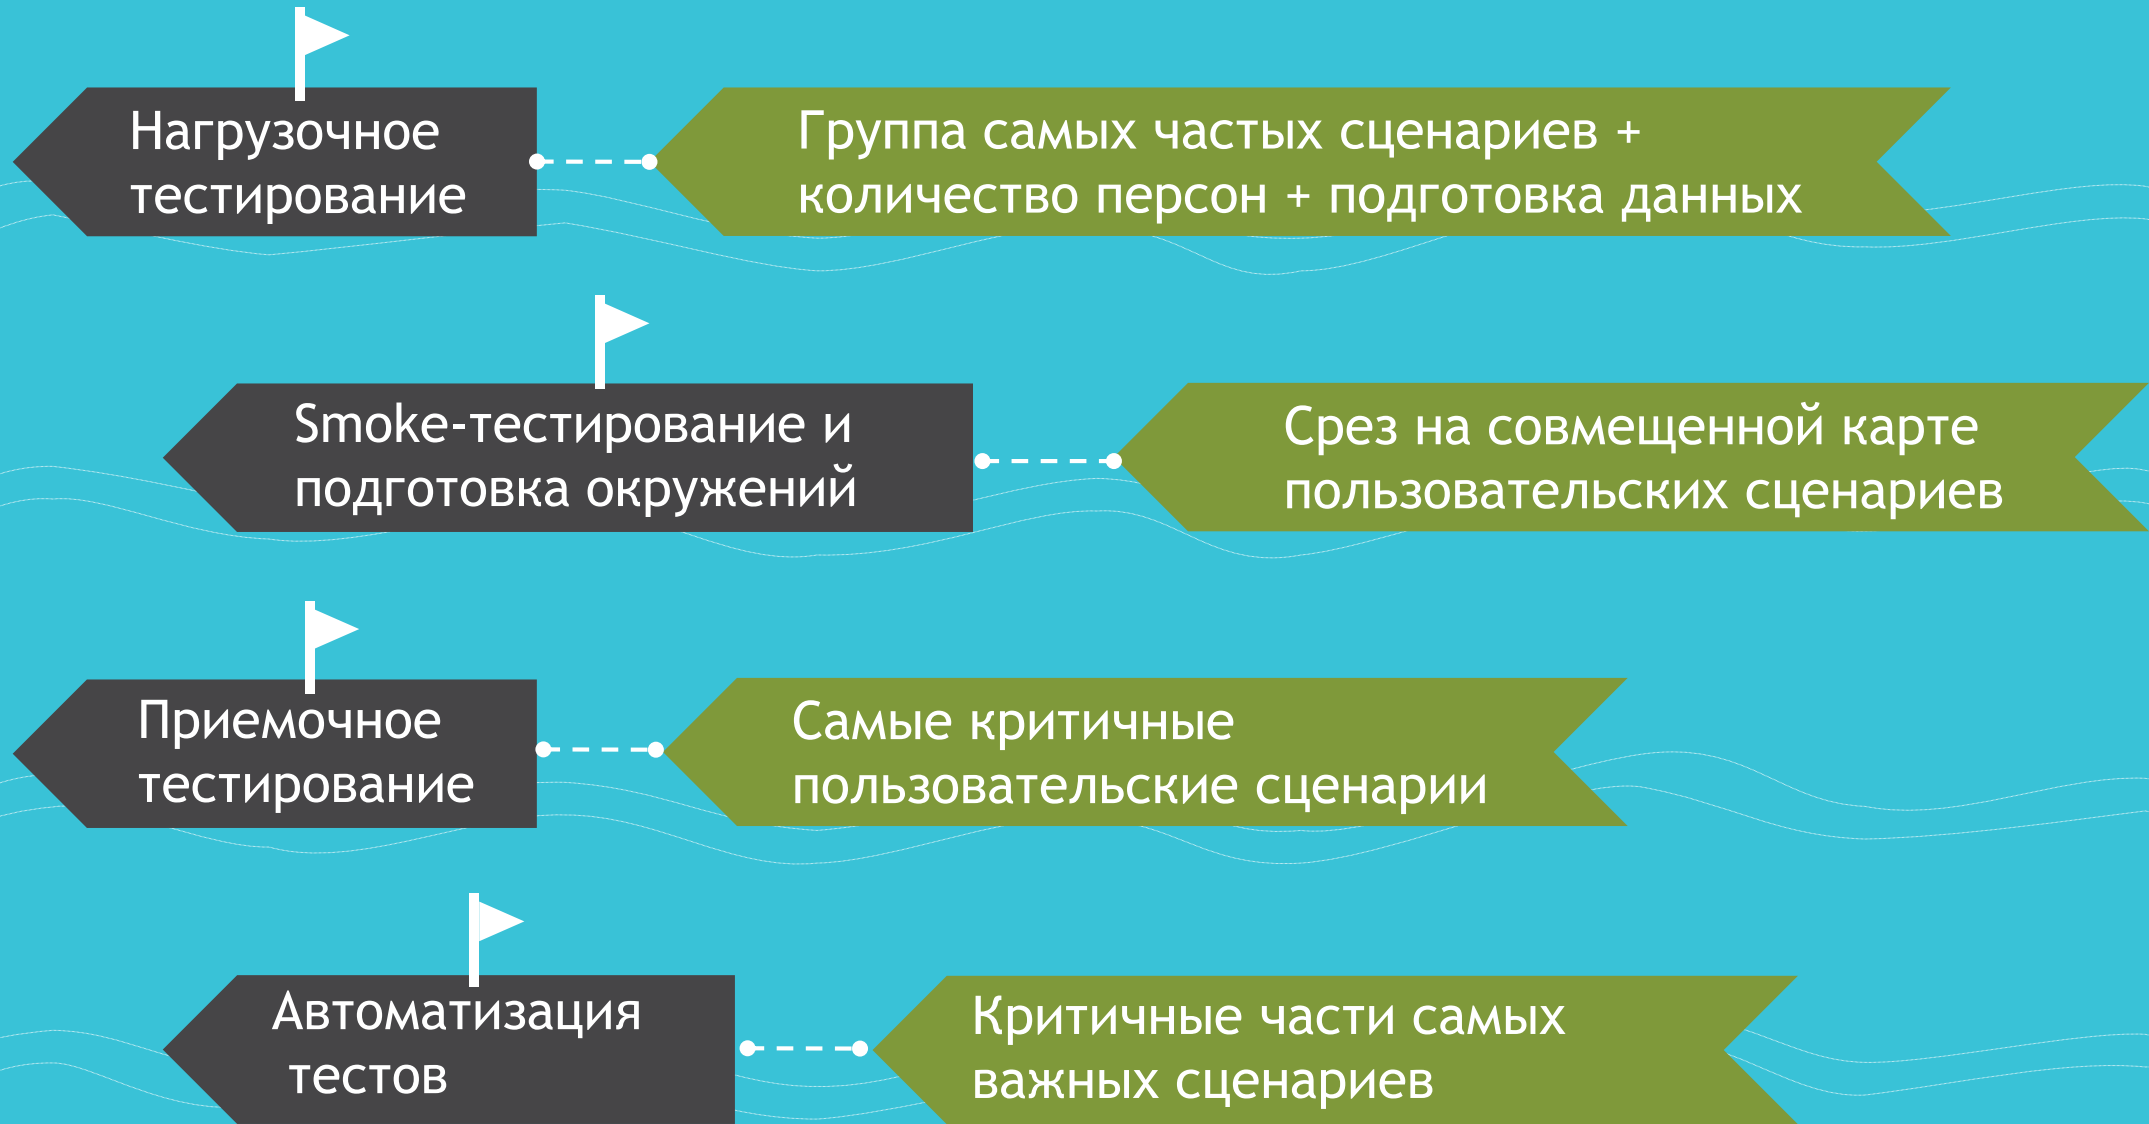 Нагрузочное
тестирование
Группа самых частых сценариев +
количество персон + подготовка данных
Smoke-тестирование и
подготовка окружений
Срез на совмещенной карте
пользовательских сценариев
Приемочное
тестирование
Самые критичные
пользовательские сценарии
Автоматизация
тестов
Критичные части самых
важных сценариев